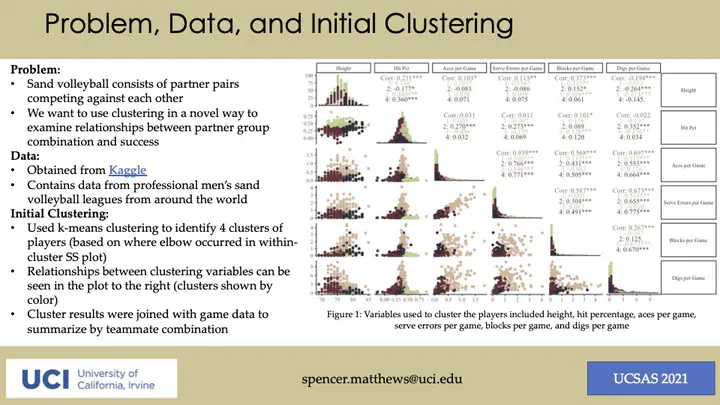 Problem, Data, and Initial Clustering
Problem:
• Sand volleyball consists of partner pairs
competing against each other
• We want to use clustering in a novel way to
examine relationships between partner group
combination and success
Data:
• Obtained from Kaggle
• Contains data from professional men's sand
volleyball leagues from around the world
Initial Clustering:
• Used k-means clustering to identify 4 clusters of
players (based on where elbow occurred in within-
cluster SS plot)
• Relationships between clustering variables can be
seen in the plot to the right (clusters shown by
color)
• Cluster results were joined with game data to
summarize by teammate combination
Height
Hit Pct
Aces per Game
Serve Errors per Game
Blocks per Game
Digs per Game
Corr: 0.231***
2: -0.177*
4: 0.360***
Corr: 0.103*
2: -0.081
4: 0.071
Corr: 0.113**
2: -0.086
4: 0.075
Corr: 0.373***
2: 0.152*
4: 0.061
Corr: -0.194***
2: -0.264***
4: -0.145.
Height
Corr: 0.031
2: 0.270***
4: 0.032
Corr: 0.011
2: 0.273***
4: 0.069
Corr: 0.101*
2: 0.089
4: 0.120
Corr: -0.022
2: 0.352***
4: 0.034
Hit Pct
Corr: 0.939***
2: 0.766***
4: 0.771***
Corr: 0.568***
2: 0.431***
4: 0.505***
Corr: 0.697***
2: 0.553***
4: 0.664***
Aces per Game
Corr: 0.587***
2: 0.304***
4: 0.491***
Corr: 0.673***
2: 0.655***
4: 0.775***
Serve Errors per Game
Corr: 0.267***
2: 0.125.
4: 0.670***
Blocks per Game
Digs per Game
Figure 1: Variables used to cluster the players included height, hit percentage, aces per game,
serve errors per game, blocks per game, and digs per game
UCI
University of
California, Irvine
spencer.matthews@uci.edu
UCSAS 2021